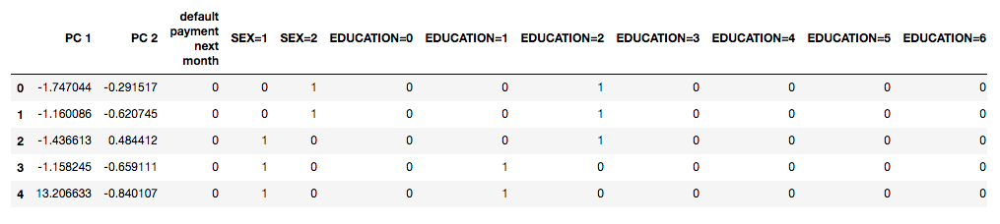 default
payment
next
month
PC 1 PC 2 SEX=1 SEX=2 EDUCATION=0 EDUCATION=1 EDUCATION=2 EDUCATION=3 EDUCATION=4 EDUCATION=5 EDUCATION=6
0 -1.747044 -0.291517 0 0 1 0 0 1 0 0 0 0
1 -1.160086 -0.620745 0 0 1 0 0 1 0 0 0 0
2 -1.436613 0.484412 0 1 0 0 0 1 0 0 0 0
3 -1.158245 -0.659111 0 1 0 0 1 0 0 0 0 0
4 13.206633 -0.840107 0 1 0 0 1 0 0 0 0 0